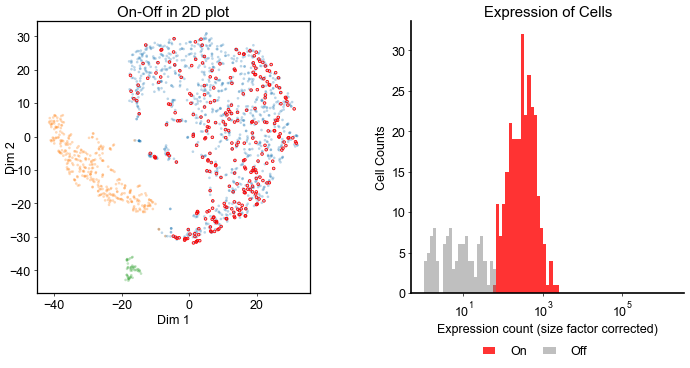 On-Off in 2D plot
30
20
10
0
−10
−20
−30
−40
Dim 2
−40
−20
0
20
Dim 1
Expression of Cells
30
25
20
15
10
5
0
Cell Counts
10^1
10^3
10^5
Expression count (size factor corrected)
On
Off